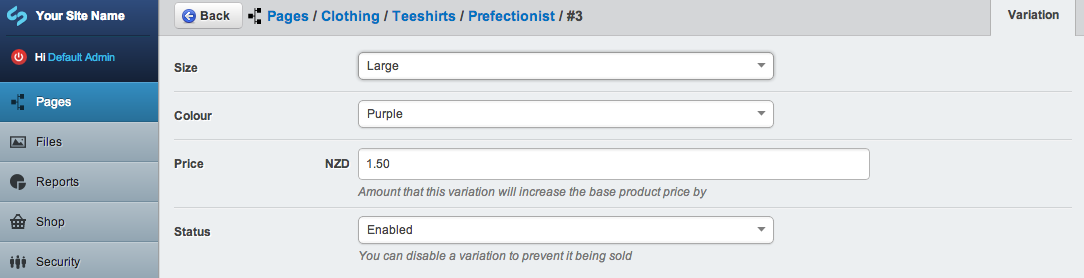 Your Site Name
Back
Pages / Clothing / Teeshirts / Prefectionist / #3
Variation
Hi Default Admin
Pages
Files
Reports
Shop
Security
Size
Large
Colour
Purple
Price
NZD
1.50
Amount that this variation will increase the base product price by
Status
Enabled
You can disable a variation to prevent it being sold